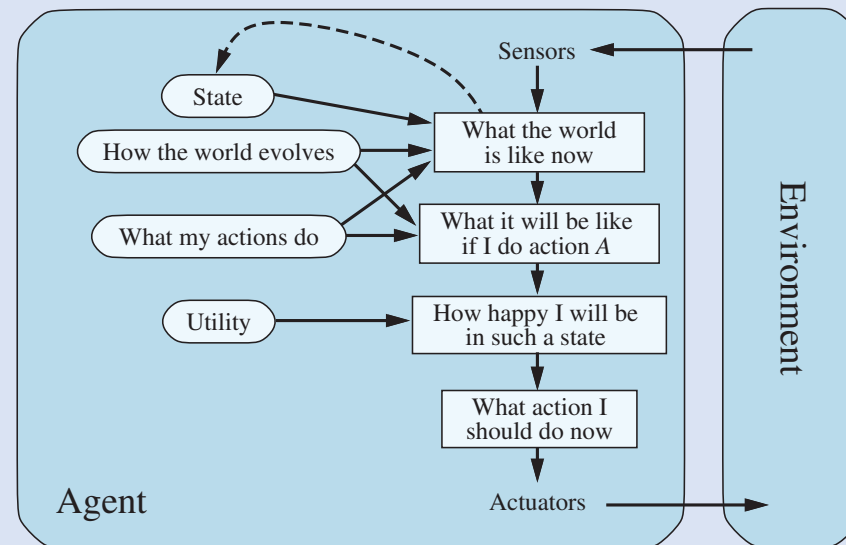 Sensors
State
What the world
is like now
How the world evolves
What it will be like
if I do action A
What my actions do
How happy I will be
in such a state
Utility
What action I
should do now
Agent
Actuators
Environment